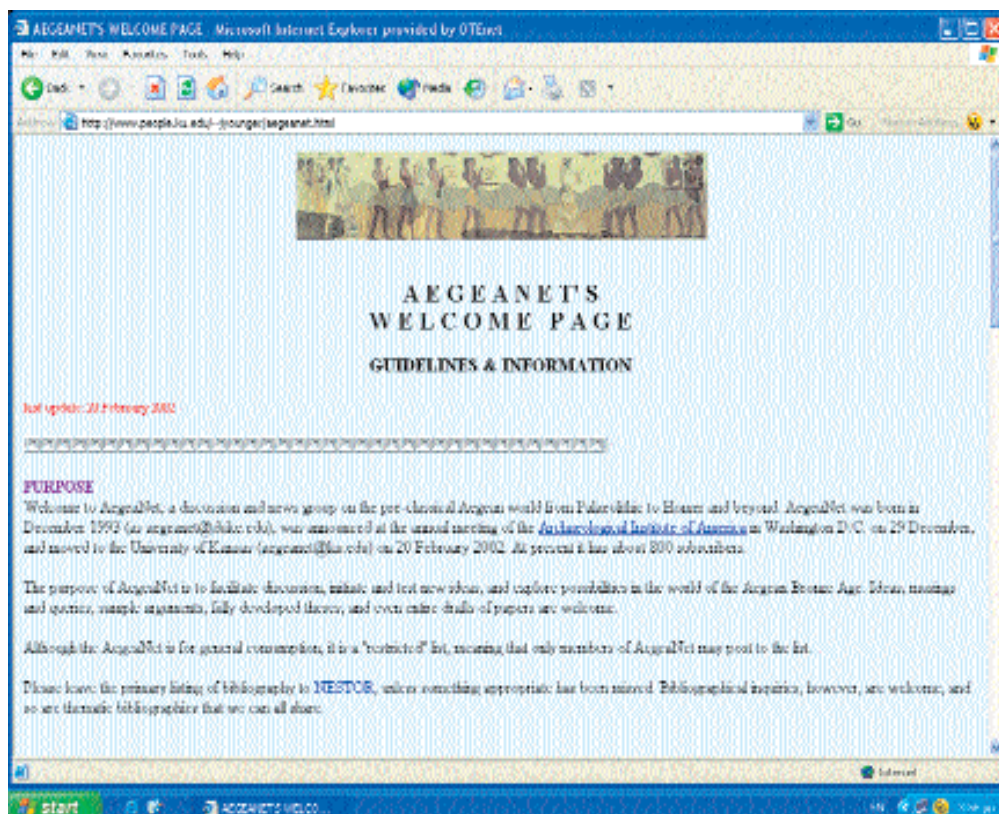 AEGEANET'S WELCOME PAGE - Microsoft Internet Explorer provided by OTEnet
File Edit View Favorites Tools Help
Back Search Favorites Media
http://www.people.ku.edu/~jyounger/aegeanet.html Go
AEGEANET'S
WELCOME PAGE
GUIDELINES & INFORMATION
last update: 20 February 2002
PURPOSE
Welcome to AegeaNet, a discussion and news group on the pre-classical Aegean world from Palaeolithic to Homer and beyond. AegeaNet was born in
December 1993 (as aegeanet@duke.edu), was announced at the annual meeting of the Archaeological Institute of America in Washington D.C. on 29 December,
and moved to the University of Kansas (aegeanet@ku.edu) on 20 February 2002. At present it has about 800 subscribers.
The purpose of AegeaNet is to facilitate discussion, initiate and test new ideas, and explore possibilities in the world of the Aegean Bronze Age. Ideas, musings
and queries, sample arguments, fully developed theses, and even entire drafts of papers are welcome.
Although the AegeaNet is for general consumption, it is a "restricted" list, meaning that only members of AegeaNet may post to the list.
Please leave the primary listing of bibliography to NESTOR, unless something appropriate has been missed. Bibliographical inquiries, however, are welcome, and
so are thematic bibliographies that we can all share.
Internet
start AEGEANET'S WELCO...